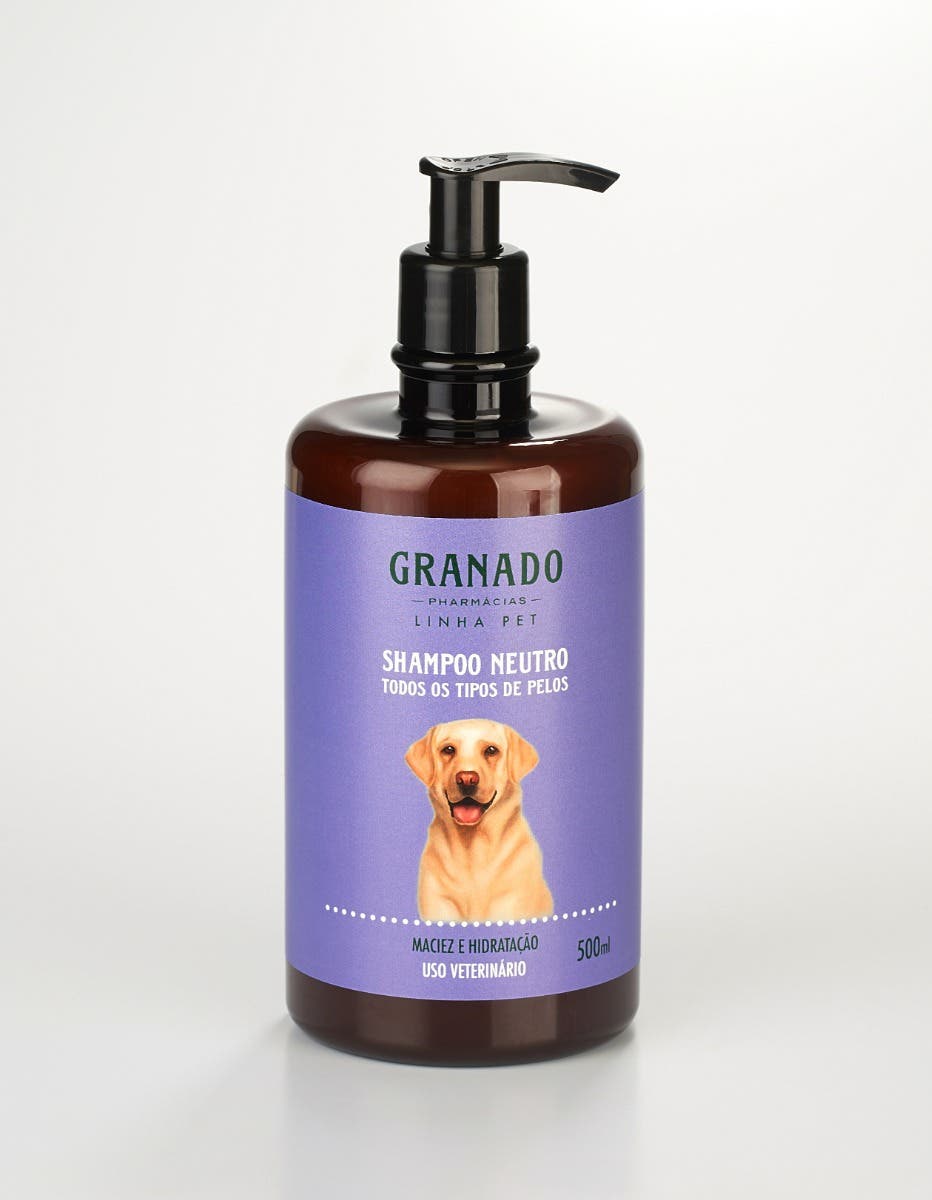 GRANADO
PHARMÁCIAS
LINHA PET
SHAMPOO NEUTRO
TODOS OS TIPOS DE PELOS
MACIEZ E HIDRATAÇÃO
500ml
USO VETERINÁRIO